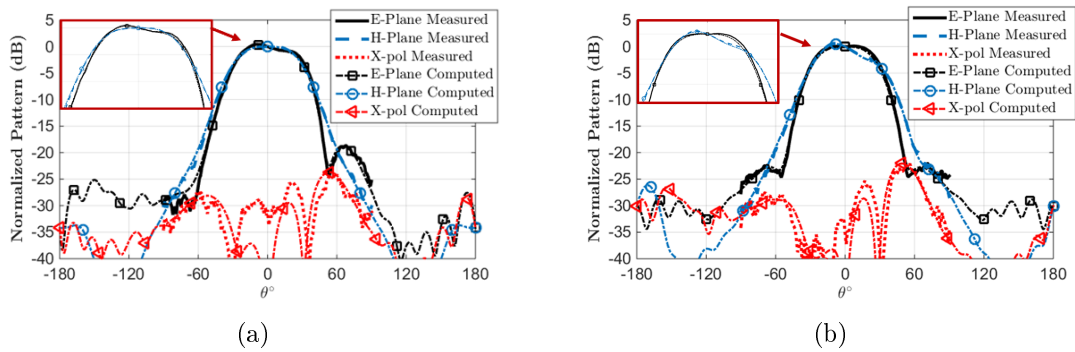 5
0
-5
-10
-15
-20
-25
-30
-35
-40
Normalized Pattern (dB)
E-Plane Measured
H-Plane Measured
X-pol Measured
E-Plane Computed
H-Plane Computed
X-pol Computed
-180 -120 -60 0 60 120 180
θ°
(a)
5
0
-5
-10
-15
-20
-25
-30
-35
-40
Normalized Pattern (dB)
E-Plane Measured
H-Plane Measured
X-pol Measured
E-Plane Computed
H-Plane Computed
X-pol Computed
-180 -120 -60 0 60 120 180
θ°
(b)